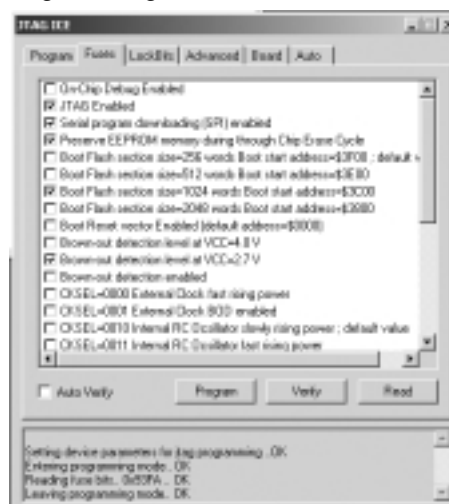 JTAG ICE
Program Fuses LockBits Advanced Board Auto
On-Chip Debug Enabled
JTAG Enabled
Serial program downloading (SPI) enabled
Preserve EEPROM memory during through Chip Erase Cycle
Boot Flash section size=256 words Boot start address=$3F00 ; default v
Boot Flash section size=512 words Boot start address=$3E00
Boot Flash section size=1024 words Boot start address=$3C00
Boot Flash section size=2048 words Boot start address=$3800
Boot Reset vector Enabled (default address=$0000)
Brown-out detection level at VCC=4.0 V
Brown-out detection level at VCC=2.7 V
Brown-out detection enabled
CKSEL=0000 External Clock fast rising power
CKSEL=0001 External Clock BOD enabled
CKSEL=0010 Internal RC Oscillator slowly rising power ; default value
CKSEL=0011 Internal RC Oscillator fast rising power
Auto Verify Program Verify Read
Setting device parameters for jtag programming .. OK
Entering programming mode.. OK
Reading fuse bits.. OK
Leaving programming mode.. OK